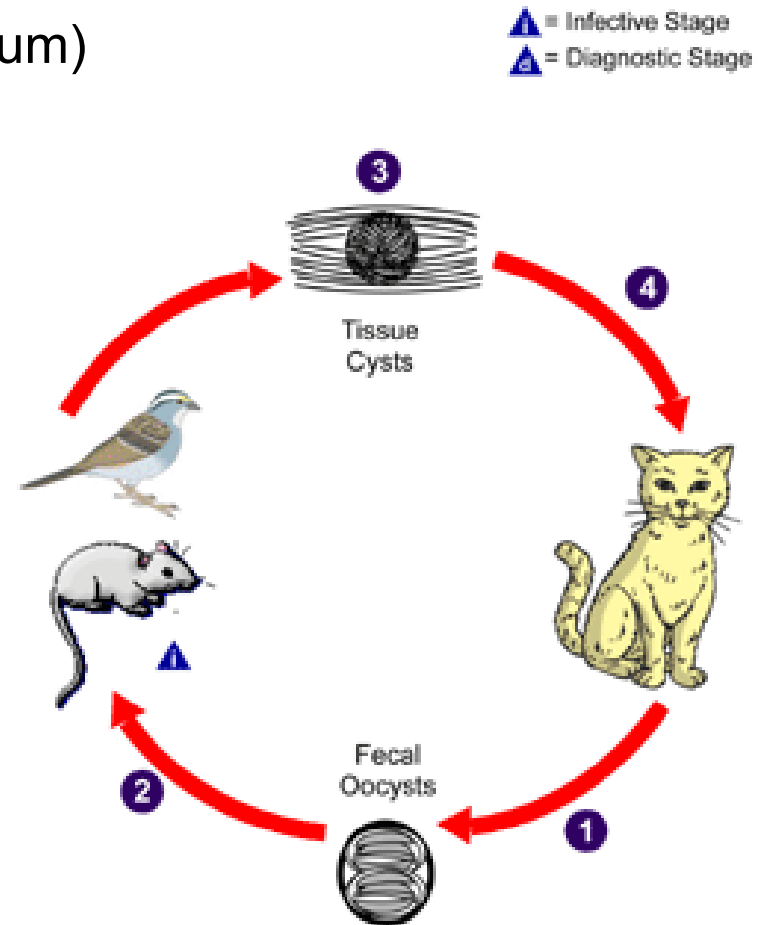 um)
i = Infective Stage
d = Diagnostic Stage
3
4
Tissue
Cysts
i
Fecal
Oocysts
2
1